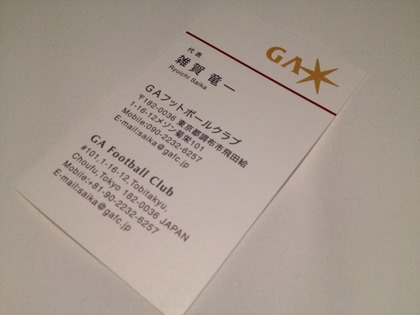 GA
代表
雑賀 竜一
Ryuichi Saika
GAフットボールクラブ
〒182-0036 東京都調布市飛田給
1-16-12メゾン菊栄101
Mobile:090-2232-6257
E-mail:saika@gafc.jp
GA Football Club
#101,1-16-12,Tobitakyu,
Choufu,Tokyo 182-0036 JAPAN
Mobile:+81-90-2232-6257
E-mail:saika@gafc.jp